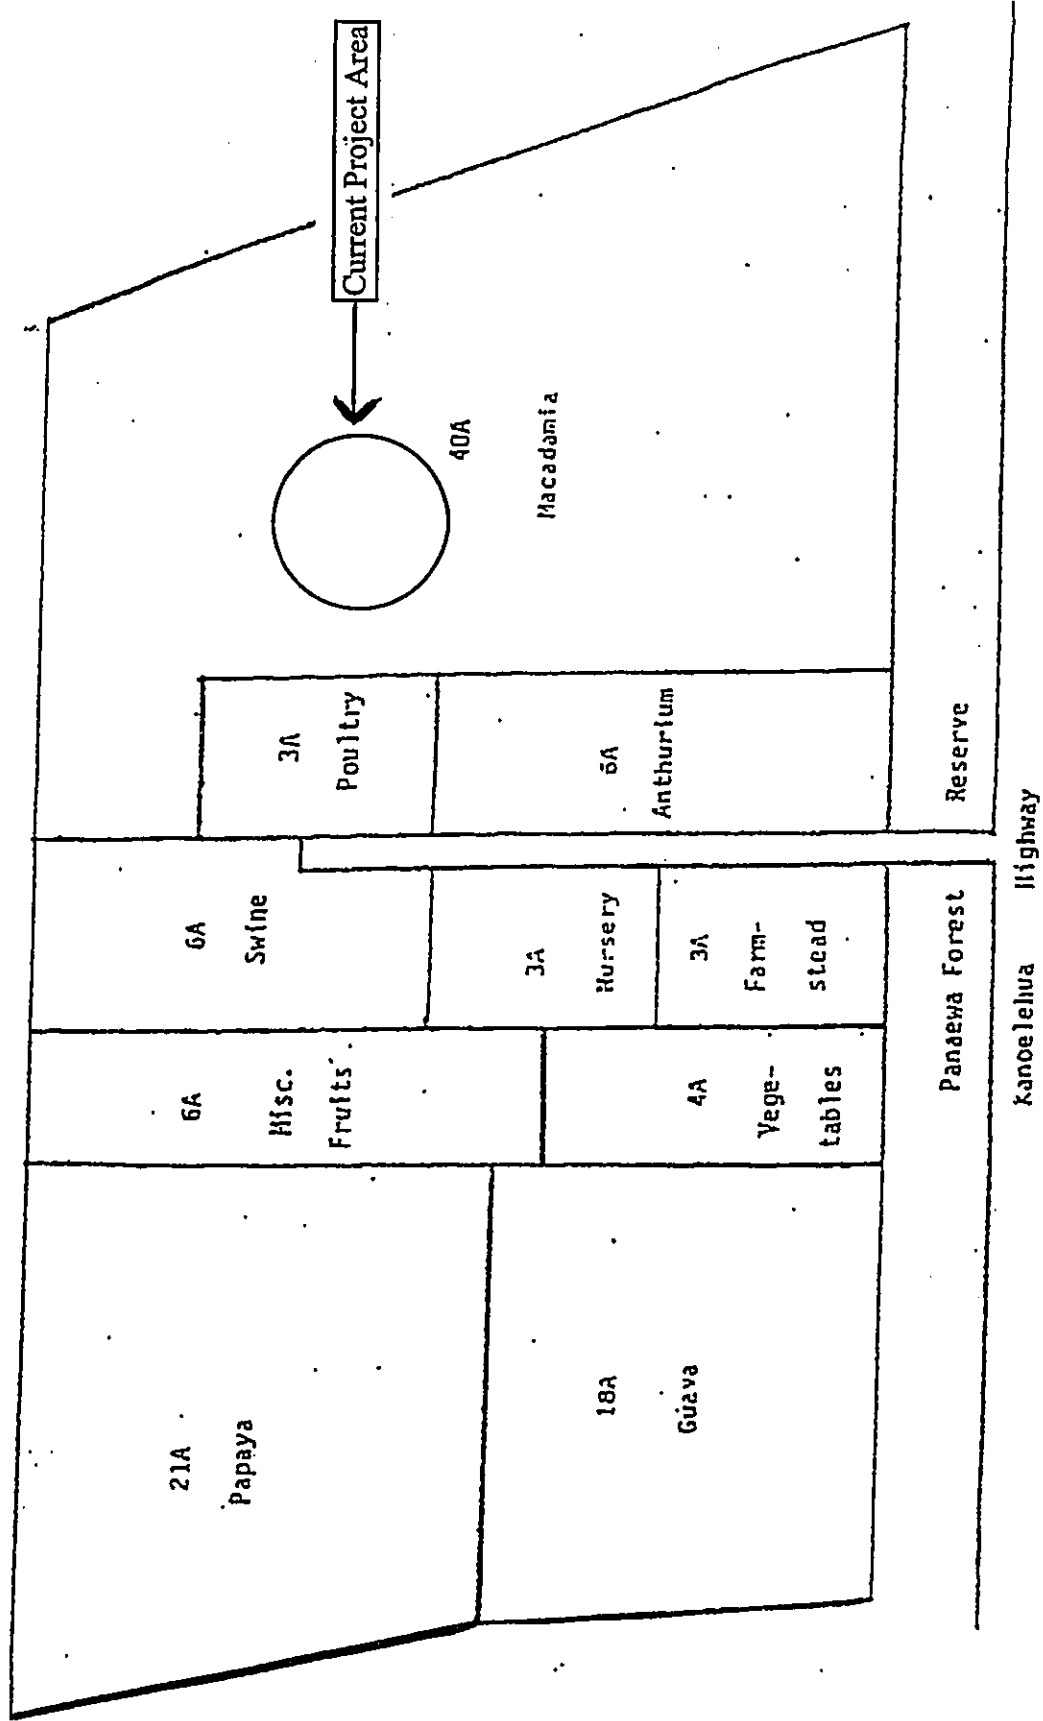 21A
Papaya
18A
Guava
6A
Misc.
Fruits
4A
Vege-
tables
6A
Swine
3A
Nursery
3A
Farm-
stead
3A
Poultry
6A
Anthurium
Current Project Area
40A
Macadamia
Panaewa Forest Reserve
Kanoelehua Highway